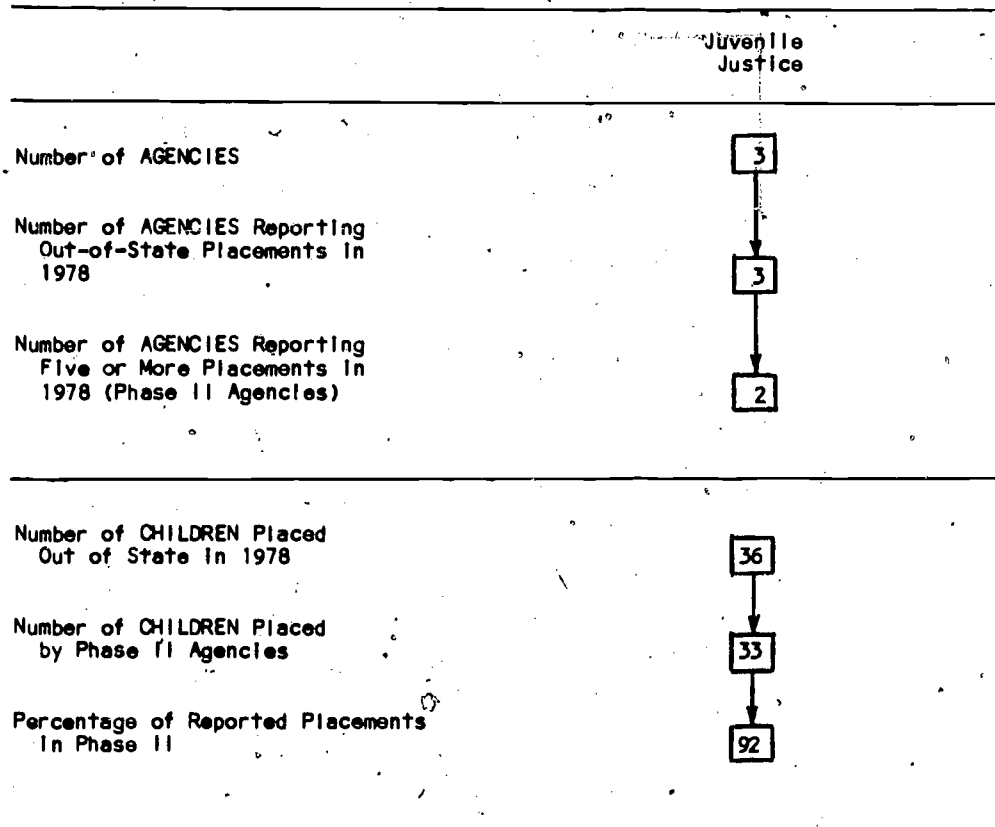 Juvenile
Justice
Number of AGENCIES
3
Number of AGENCIES Reporting
Out-of-State Placements in
1978
3
Number of AGENCIES Reporting
Five or More Placements in
1978 (Phase II Agencies)
2
Number of CHILDREN Placed
Out of State in 1978
36
Number of CHILDREN Placed
by Phase II Agencies
33
Percentage of Reported Placements
in Phase II
92